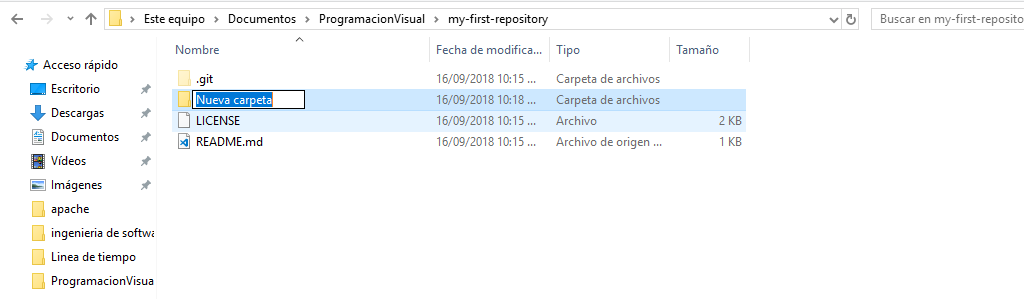 Este equipo > Documentos > ProgramacionVisual > my-first-repository
Buscar en my-first-reposito
Nombre Fecha de modifica... Tipo Tamaño
Acceso rápido
Escritorio
Descargas
Documentos
Vídeos
Imágenes
apache
ingenieria de softwa
Linea de tiempo
ProgramacionVisua
.git 16/09/2018 10:15 ... Carpeta de archivos
Nueva carpeta 16/09/2018 10:18 ... Carpeta de archivos
LICENSE 16/09/2018 10:15 ... Archivo 2 KB
README.md 16/09/2018 10:15 ... Archivo de origen ... 1 KB